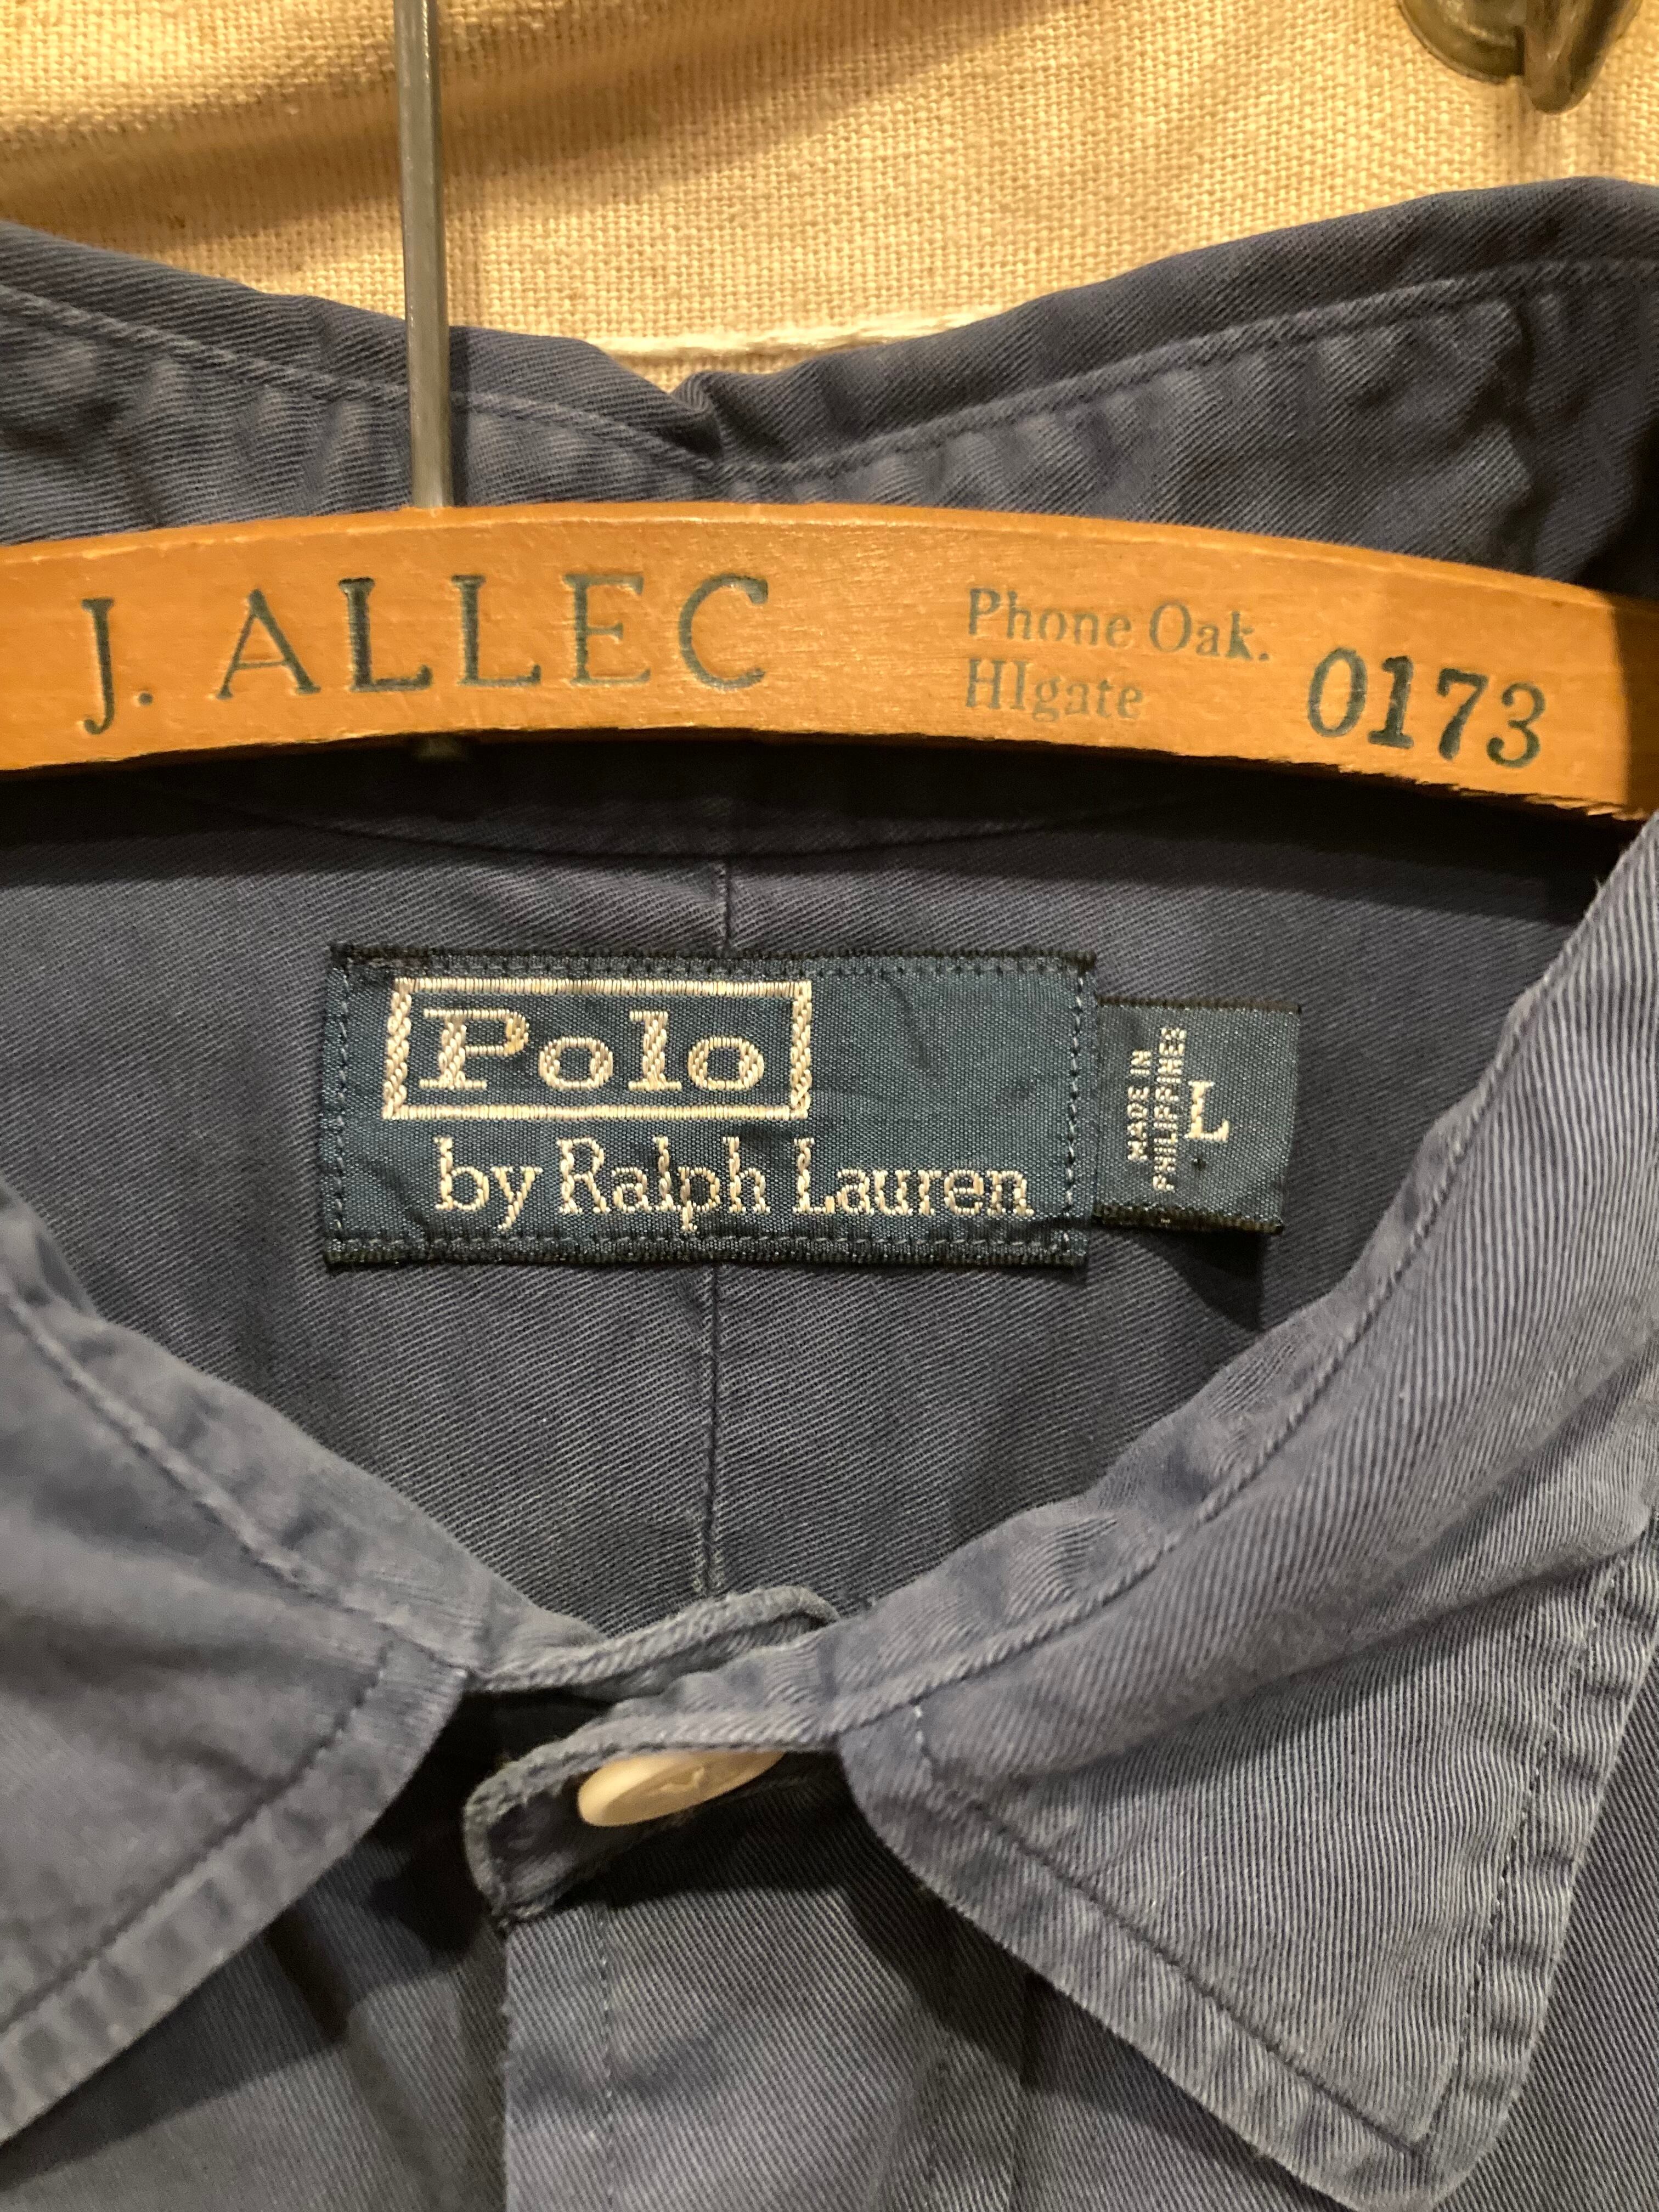 J. ALLEC
Phone Oak.
HIgate 0173
Polo
by Ralph Lauren
MADE IN
PHILIPPINES
L